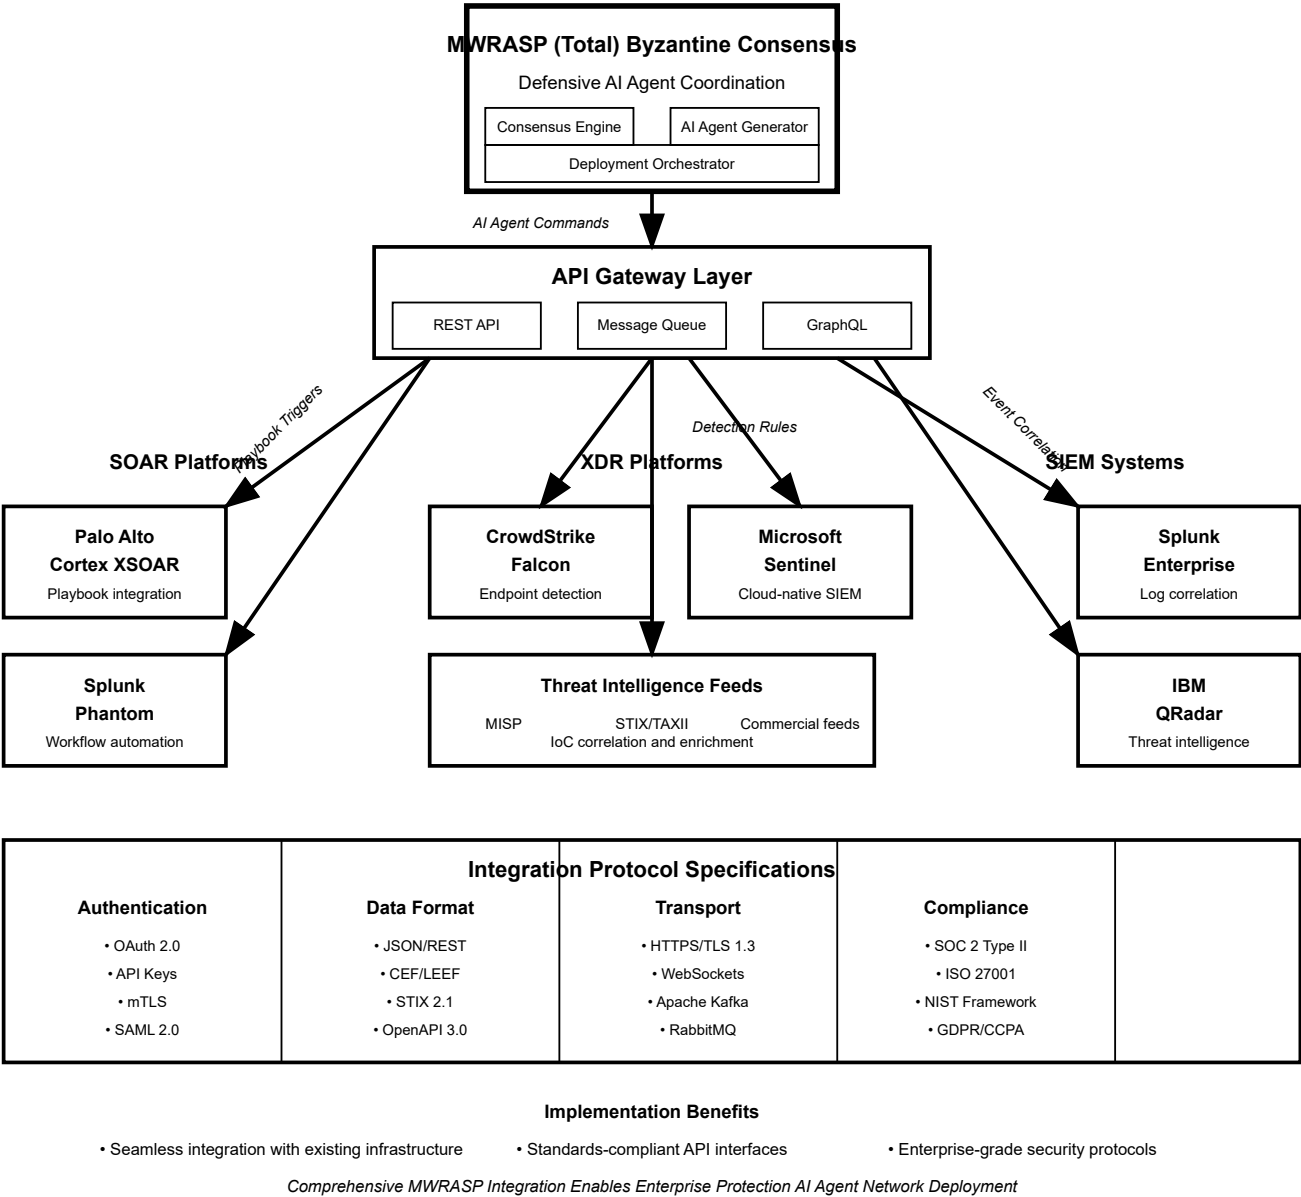 MWRASP (Total) Byzantine Consensus
Defensive AI Agent Coordination
Consensus Engine
AI Agent Generator
Deployment Orchestrator
AI Agent Commands
API Gateway Layer
REST API
Message Queue
GraphQL
Playbook Triggers
Detection Rules
Event Correlation
SOAR Platforms
XDR Platforms
SIEM Systems
Palo Alto
Cortex XSOAR
Playbook integration
CrowdStrike
Falcon
Endpoint detection
Microsoft
Sentinel
Cloud-native SIEM
Splunk
Enterprise
Log correlation
Splunk
Phantom
Workflow automation
Threat Intelligence Feeds
MISP STIX/TAXII Commercial feeds
IoC correlation and enrichment
IBM
QRadar
Threat intelligence
Integration Protocol Specifications
Authentication
• OAuth 2.0
• API Keys
• mTLS
• SAML 2.0
Data Format
• JSON/REST
• CEF/LEEF
• STIX 2.1
• OpenAPI 3.0
Transport
• HTTPS/TLS 1.3
• WebSockets
• Apache Kafka
• RabbitMQ
Compliance
• SOC 2 Type II
• ISO 27001
• NIST Framework
• GDPR/CCPA
Implementation Benefits
• Seamless integration with existing infrastructure
• Standards-compliant API interfaces
• Enterprise-grade security protocols
Comprehensive MWRASP Integration Enables Enterprise Protection AI Agent Network Deployment